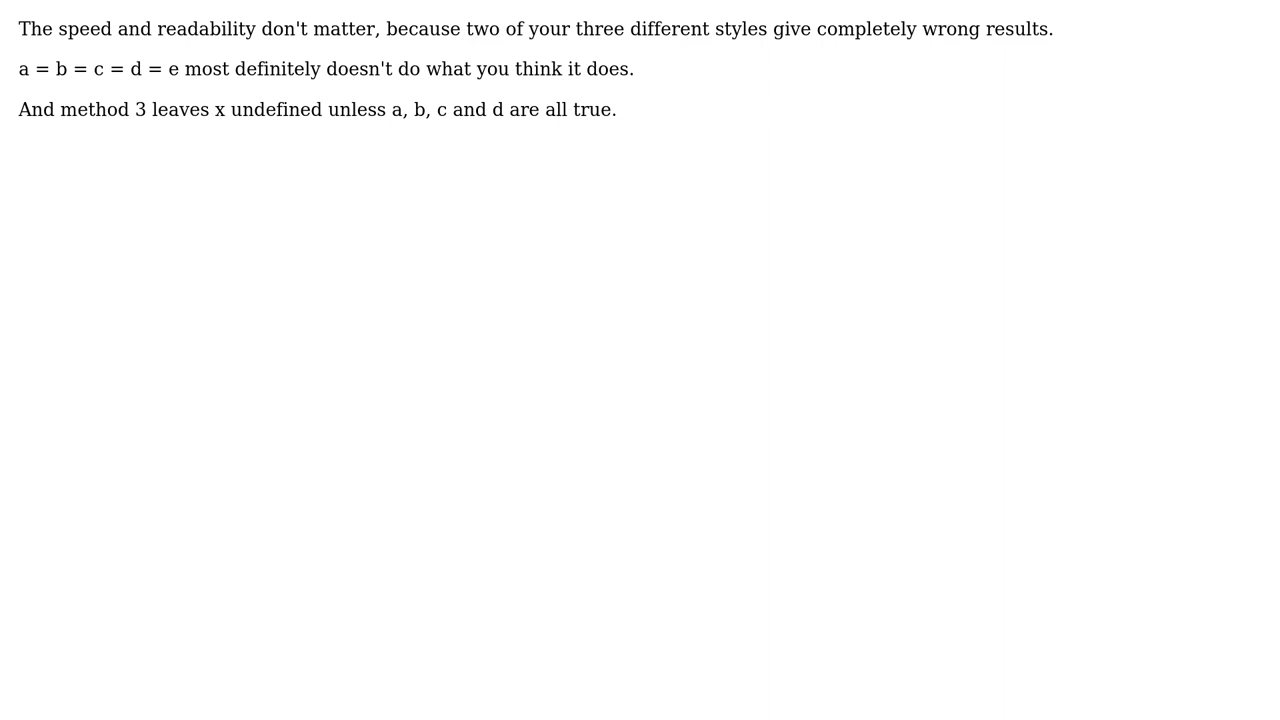 The speed and readability don't matter, because two of your three different styles give completely wrong results.
a = b = c = d = e most definitely doesn't do what you think it does.
And method 3 leaves x undefined unless a, b, c and d are all true.